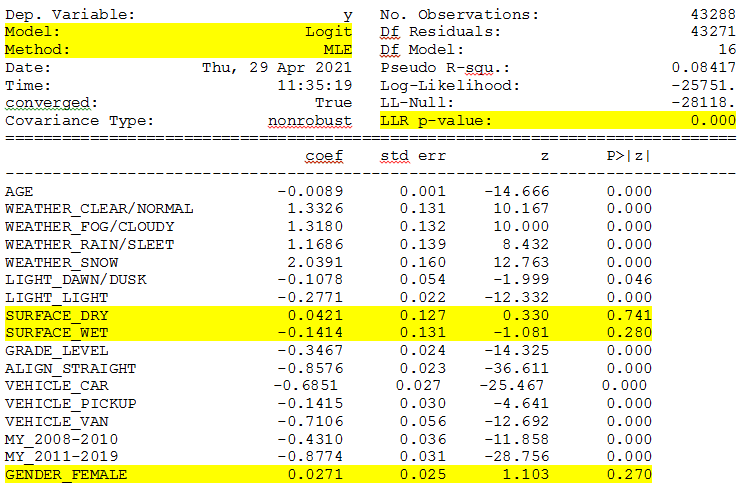 Dep. Variable: y No. Observations: 43288
Model: Logit Df Residuals: 43271
Method: MLE Df Model: 16
Date: Thu, 29 Apr 2021 Pseudo R-squ.: 0.08417
Time: 11:35:19 Log-Likelihood: -25751.
converged: True LL-Null: -28118.
Covariance Type: nonrobust LLR p-value: 0.000
==============================================================================
coef std err z P>|z|
------------------------------------------------------------------------------
AGE -0.0089 0.001 -14.666 0.000
WEATHER_CLEAR/NORMAL 1.3326 0.131 10.167 0.000
WEATHER_FOG/CLOUDY 1.3180 0.132 10.000 0.000
WEATHER_RAIN/SLEET 1.1686 0.139 8.432 0.000
WEATHER_SNOW 2.0391 0.160 12.763 0.000
LIGHT_DAWN/DUSK -0.1078 0.054 -1.999 0.046
LIGHT_LIGHT -0.2771 0.022 -12.332 0.000
SURFACE_DRY 0.0421 0.127 0.330 0.741
SURFACE_WET -0.1414 0.131 -1.081 0.280
GRADE_LEVEL -0.3467 0.024 -14.325 0.000
ALIGN_STRAIGHT -0.8576 0.023 -36.611 0.000
VEHICLE_CAR -0.6851 0.027 -25.467 0.000
VEHICLE_PICKUP -0.1415 0.030 -4.641 0.000
VEHICLE_VAN -0.7106 0.056 -12.692 0.000
MY_2008-2010 -0.4310 0.036 -11.858 0.000
MY_2011-2019 -0.8774 0.031 -28.756 0.000
GENDER_FEMALE 0.0271 0.025 1.103 0.270